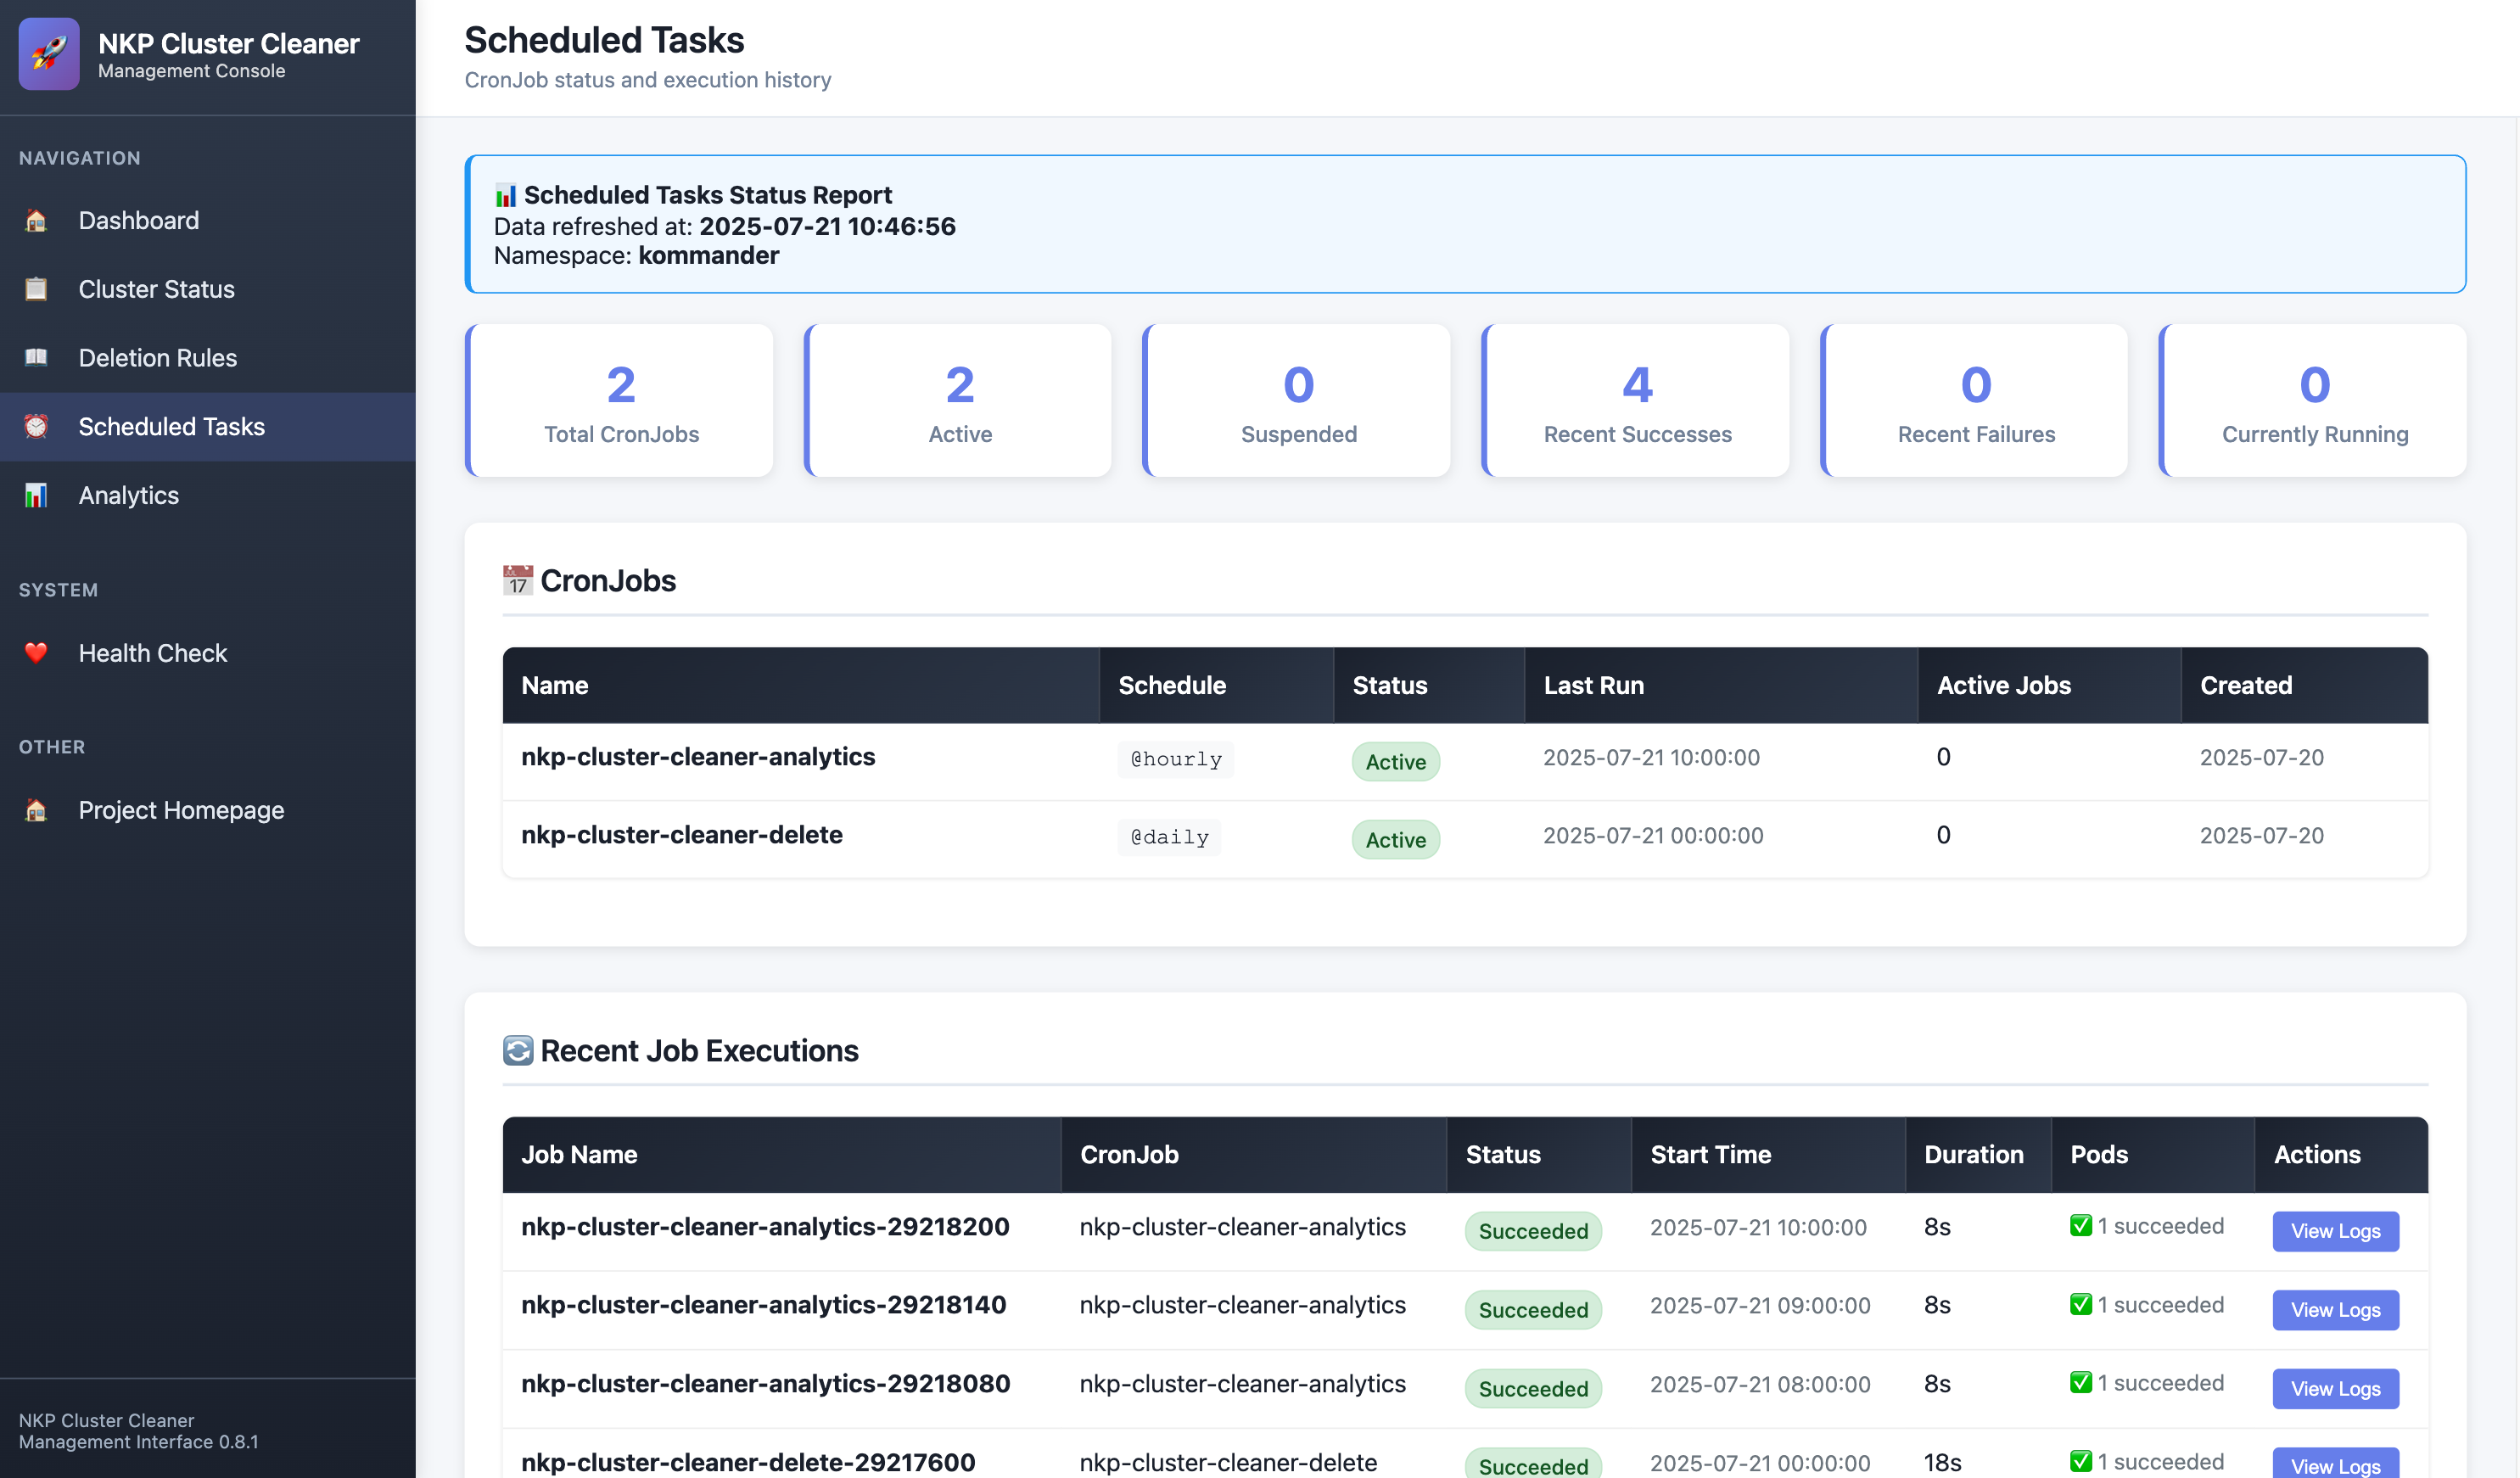 NKP Cluster Cleaner
Management Console
NAVIGATION
Dashboard
Cluster Status
Deletion Rules
Scheduled Tasks
Analytics
SYSTEM
Health Check
OTHER
Project Homepage
NKP Cluster Cleaner
Management Interface 0.8.1
Scheduled Tasks
CronJob status and execution history
Scheduled Tasks Status Report
Data refreshed at: 2025-07-21 10:46:56
Namespace: kommander
2
Total CronJobs
2
Active
0
Suspended
4
Recent Successes
0
Recent Failures
0
Currently Running
17 CronJobs
Name Schedule Status Last Run Active Jobs Created
nkp-cluster-cleaner-analytics @hourly Active 2025-07-21 10:00:00 0 2025-07-20
nkp-cluster-cleaner-delete @daily Active 2025-07-21 00:00:00 0 2025-07-20
Recent Job Executions
Job Name CronJob Status Start Time Duration Pods Actions
nkp-cluster-cleaner-analytics-29218200 nkp-cluster-cleaner-analytics Succeeded 2025-07-21 10:00:00 8s ✅ 1 succeeded View Logs
nkp-cluster-cleaner-analytics-29218140 nkp-cluster-cleaner-analytics Succeeded 2025-07-21 09:00:00 8s ✅ 1 succeeded View Logs
nkp-cluster-cleaner-analytics-29218080 nkp-cluster-cleaner-analytics Succeeded 2025-07-21 08:00:00 8s ✅ 1 succeeded View Logs
nkp-cluster-cleaner-delete-29217600 nkp-cluster-cleaner-delete Succeeded 2025-07-21 00:00:00 18s ✅ 1 succeeded View Logs